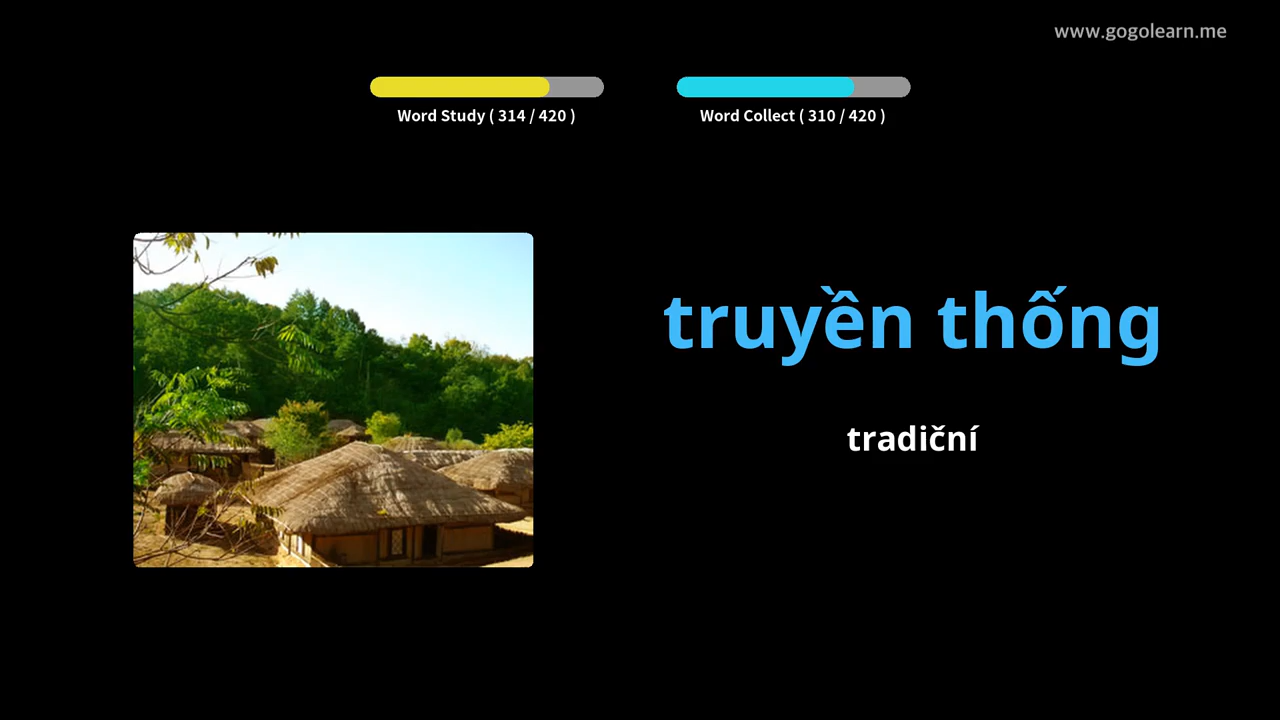 www.gogolearn.me
Word Study ( 314 / 420 )
Word Collect ( 310 / 420 )
truyền thống
tradiční